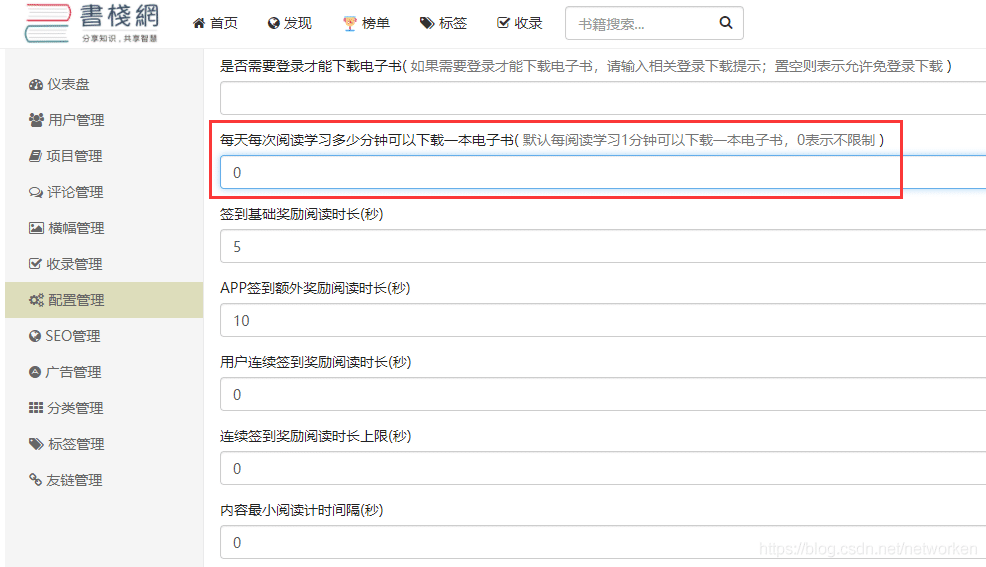 書棧網
分享知识，共享智慧
首页 发现 榜单 标签 收录 书籍搜索...
仪表盘
用户管理
项目管理
评论管理
横幅管理
收录管理
配置管理
SEO管理
广告管理
分类管理
标签管理
友链管理
是否需要登录才能下载电子书( 如果需要登录才能下载电子书，请输入相关登录下载提示；置空则表示允许免登录下载 )
每天每次阅读学习多少分钟可以下载一本电子书( 默认每阅读学习1分钟可以下载一本电子书，0表示不限制 )
0
签到基础奖励阅读时长(秒)
5
APP签到额外奖励阅读时长(秒)
10
用户连续签到奖励阅读时长(秒)
0
连续签到奖励阅读时长上限(秒)
0
内容最小阅读计时间隔(秒)
0
https://blog.csdn.net/networken